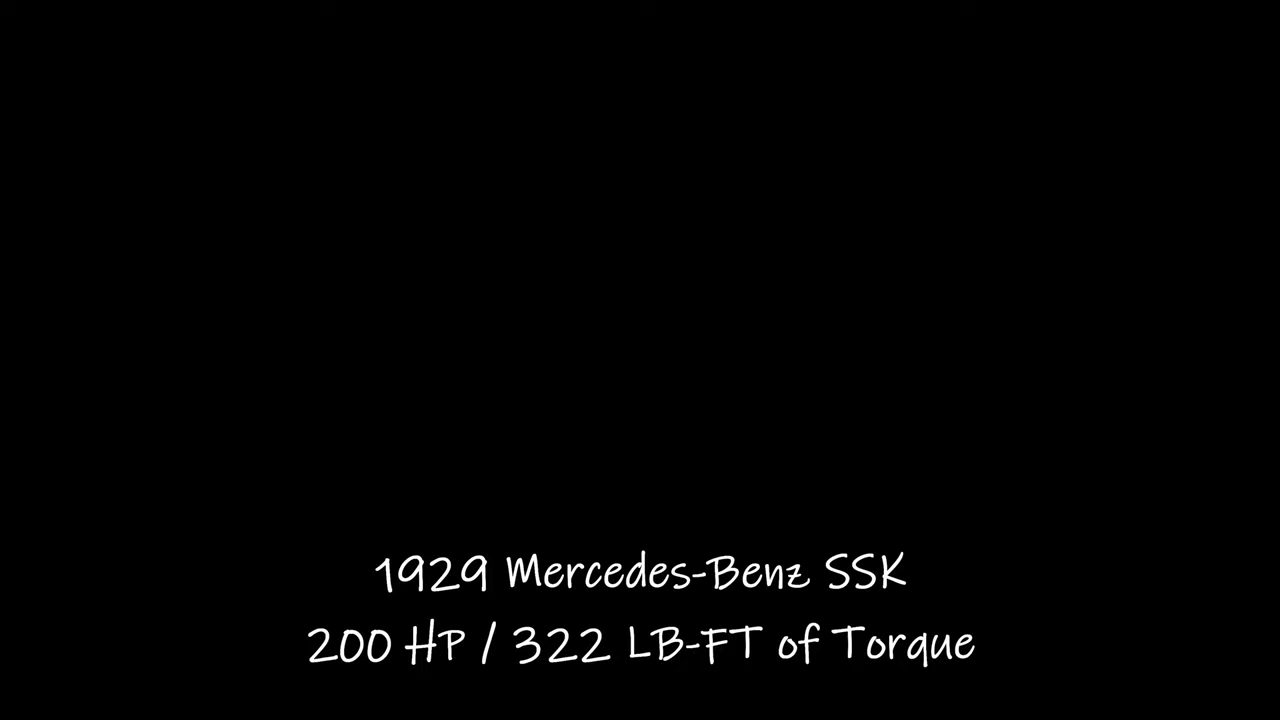 1929 Mercedes-Benz SSK
200 HP / 322 LB-FT of Torque